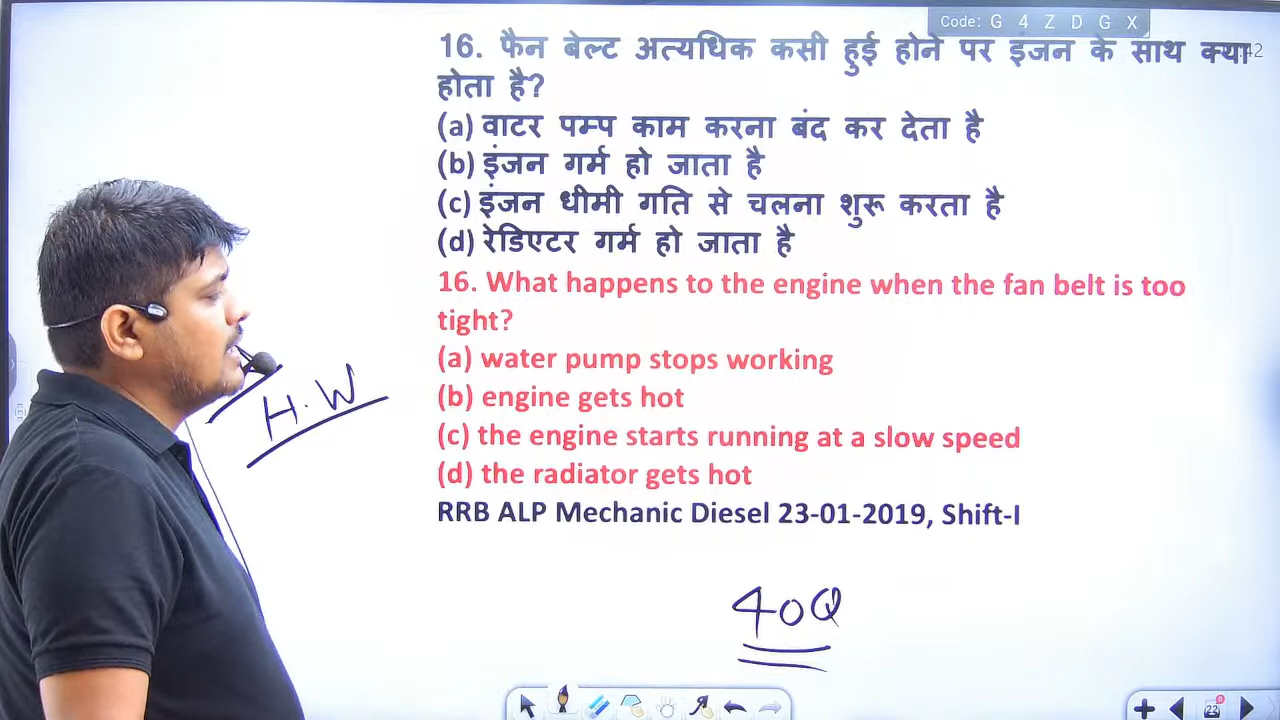 Code: G 4 Z D G X
16. फैन बेल्ट अत्यधिक कसी हुई होने पर इंजन के साथ क्या
होता है?
(a) वाटर पम्प काम करना बंद कर देता है
(b) इंजन गर्म हो जाता है
(c) इंजन धीमी गति से चलना शुरू करता है
(d) रेडिएटर गर्म हो जाता है
16. What happens to the engine when the fan belt is too
tight?
(a) water pump stops working
(b) engine gets hot
(c) the engine starts running at a slow speed
(d) the radiator gets hot
RRB ALP Mechanic Diesel 23-01-2019, Shift-I
H.W
40Q
22